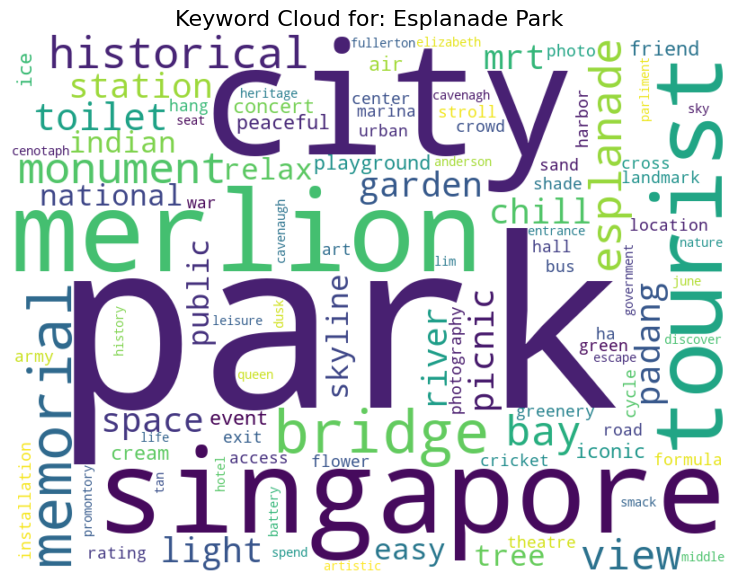 Keyword Cloud for: Esplanade Park
fullerton
elizabeth
historical
city
mrt
photo
friend
ice
station
air
esplanade
parliment
tourist
hang
heritage
concert
center
marina
cavenagh
stroll
harbor
sky
toilet
seat
peaceful
urban
crowd
cenotaph
indian
monument
relax
playground
anderson
sand
cross
landmark
national
war
garden
shade
chill
merlion
cavenaugh
art
lim
entrance
hall
bus
location
nature
public
skyline
park
government
june
padang
discover
memorial
history
leisure
dusk
river
photography
picnic
ha
green
escape
army
queen
cycle
space
event
bridge
greenery
bay
road
life
exit
iconic
cream
access
flower
cricket
formula
installation
promontory
tan
hotel
battery
singapore
smack
rating
light
spend
artistic
easy
theatre
tree
view
middle